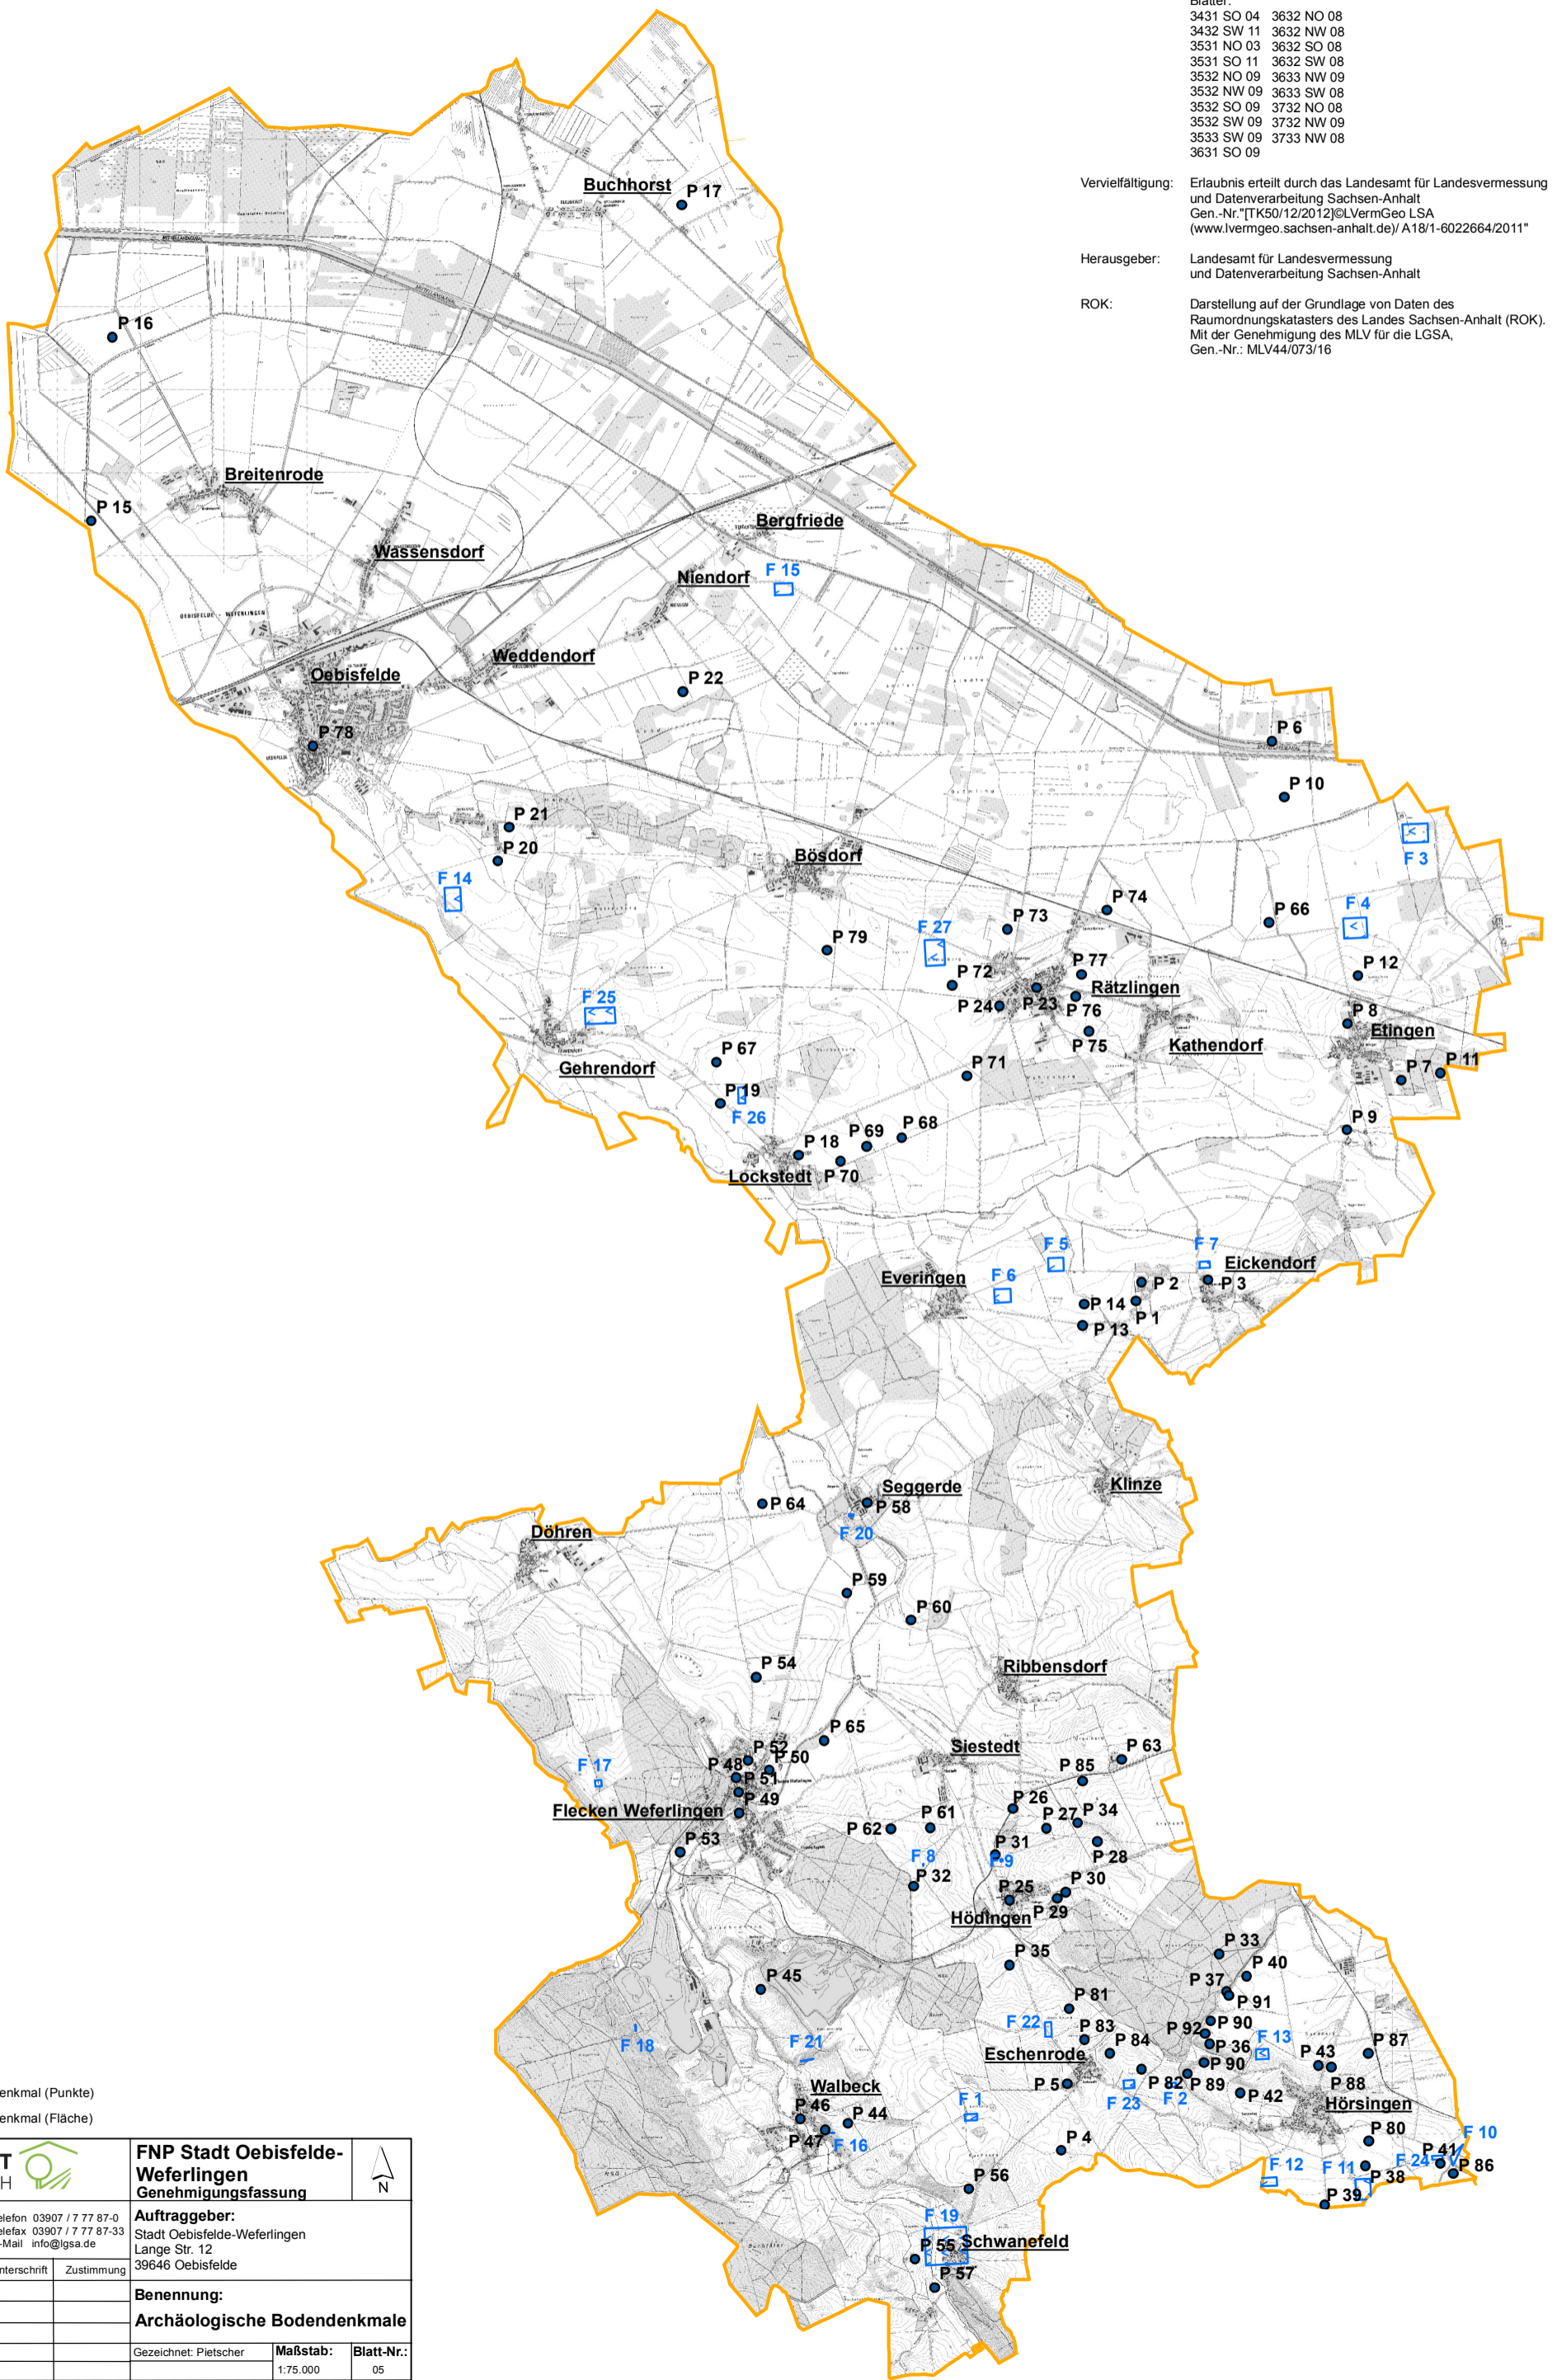 Blätter:
3431 SO 04 3632 NO 08
3432 SW 11 3632 NW 08
3531 NO 03 3632 SO 08
3531 SO 11 3632 SW 08
3532 NO 09 3633 NW 09
3532 NW 09 3633 SW 08
3532 SO 09 3732 NO 08
3532 SW 09 3732 NW 09
3533 SW 09 3733 NW 08
3631 SO 09
Vervielfältigung: Erlaubnis erteilt durch das Landesamt für Landesvermessung
und Datenverarbeitung Sachsen-Anhalt
Gen.-Nr."[TK50/12/2012]©LVermGeo LSA
(www.lvermgeo.sachsen-anhalt.de)/ A18/1-6022664/2011"
Herausgeber: Landesamt für Landesvermessung
und Datenverarbeitung Sachsen-Anhalt
ROK: Darstellung auf der Grundlage von Daten des
Raumordnungskatasters des Landes Sachsen-Anhalt (ROK).
Mit der Genehmigung des MLV für die LGSA,
Gen.-Nr.: MLV44/073/16
Buchhorst
P 17
P 16
Breitenrode
P 15
Bergfriede
Wassensdorf
F 15
Niendorf
OEBISFELDE - WEFERLINGEN
Weddendorf
Oebisfelde
P 22
P 78
P 6
P 10
P 21
F 3
Bösdorf
P 20
F 14
F 4
P 74
P 66
P 73
F 27
P 79
P 12
P 77
P 72
Rätzlingen
F 25
P 24
P 23
P 76
P 8
Etingen
P 75
Kathendorf
P 67
Gehrendorf
P 7
P 11
P 71
P 19
F 26
P 9
P 68
P 69
P 18
Lockstedt
P 70
F 5
F 7
Eickendorf
Everingen
F 6
P 2
P 3
P 14
P 1
P 13
Klinze
Seggerde
P 64
P 58
Döhren
F 20
P 59
P 60
Ribbensdorf
P 54
P 65
Siestedt
P 52
P 50
P 63
P 48
F 17
P 51
P 85
P 49
Flecken Weferlingen
P 26
P 27
P 34
P 61
P 62
P 31
P 28
P 53
F 8
F 9
P 32
P 25
P 30
Hödingen
P 29
P 33
P 35
P 40
P 45
P 37
P 91
P 81
P 90
F 22
P 92
F 18
P 83
P 36
F 13
P 87
F 21
Eschenrode
P 84
P 90
P 43
Walbeck
P 5
P 82
P 89
P 88
F 23
F 2
P 42
Hörsingen
F 1
P 46
P 44
P 47
F 16
P 80
F 10
P 4
P 41
F 24
F 12
F 11
P 86
P 38
P 56
P 39
F 19
Schwanefeld
P 55
P 57
enkmal (Punkte)
enkmal (Fläche)
T
H
FNP Stadt Oebisfelde-
Weferlingen
Genehmigungsfassung
N
elefon 03907 / 7 77 87-0
elefax 03907 / 7 77 87-33
-Mail info@lgsa.de
Auftraggeber:
Stadt Oebisfelde-Weferlingen
Lange Str. 12
39646 Oebisfelde
nterschrift Zustimmung
Benennung:
Archäologische Bodendenkmale
Gezeichnet: Pietscher
Maßstab:
1:75.000
Blatt-Nr.:
05